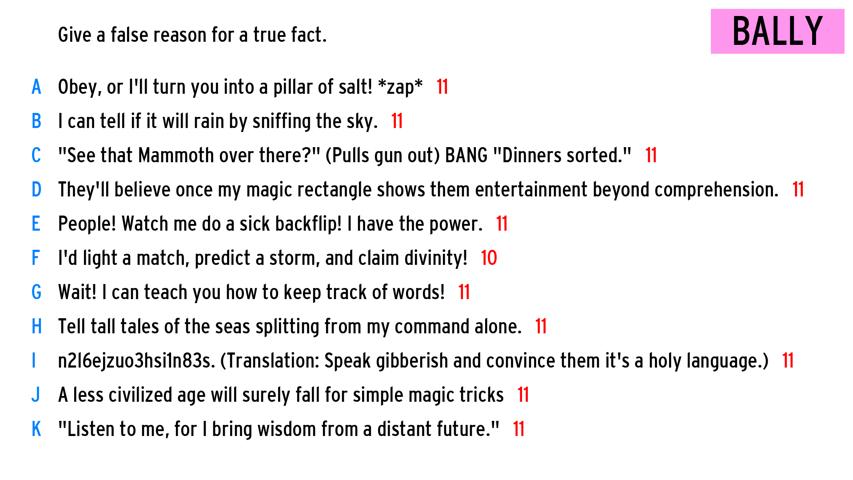 Give a false reason for a true fact.
BALLY
A Obey, or I'll turn you into a pillar of salt! *zap* 11
B I can tell if it will rain by sniffing the sky. 11
C "See that Mammoth over there?" (Pulls gun out) BANG "Dinners sorted." 11
D They'll believe once my magic rectangle shows them entertainment beyond comprehension. 11
E People! Watch me do a sick backflip! I have the power. 11
F I'd light a match, predict a storm, and claim divinity! 10
G Wait! I can teach you how to keep track of words! 11
H Tell tall tales of the seas splitting from my command alone. 11
I n2l6ejzuo3hsi1n83s. (Translation: Speak gibberish and convince them it's a holy language.) 11
J A less civilized age will surely fall for simple magic tricks 11
K "Listen to me, for I bring wisdom from a distant future." 11